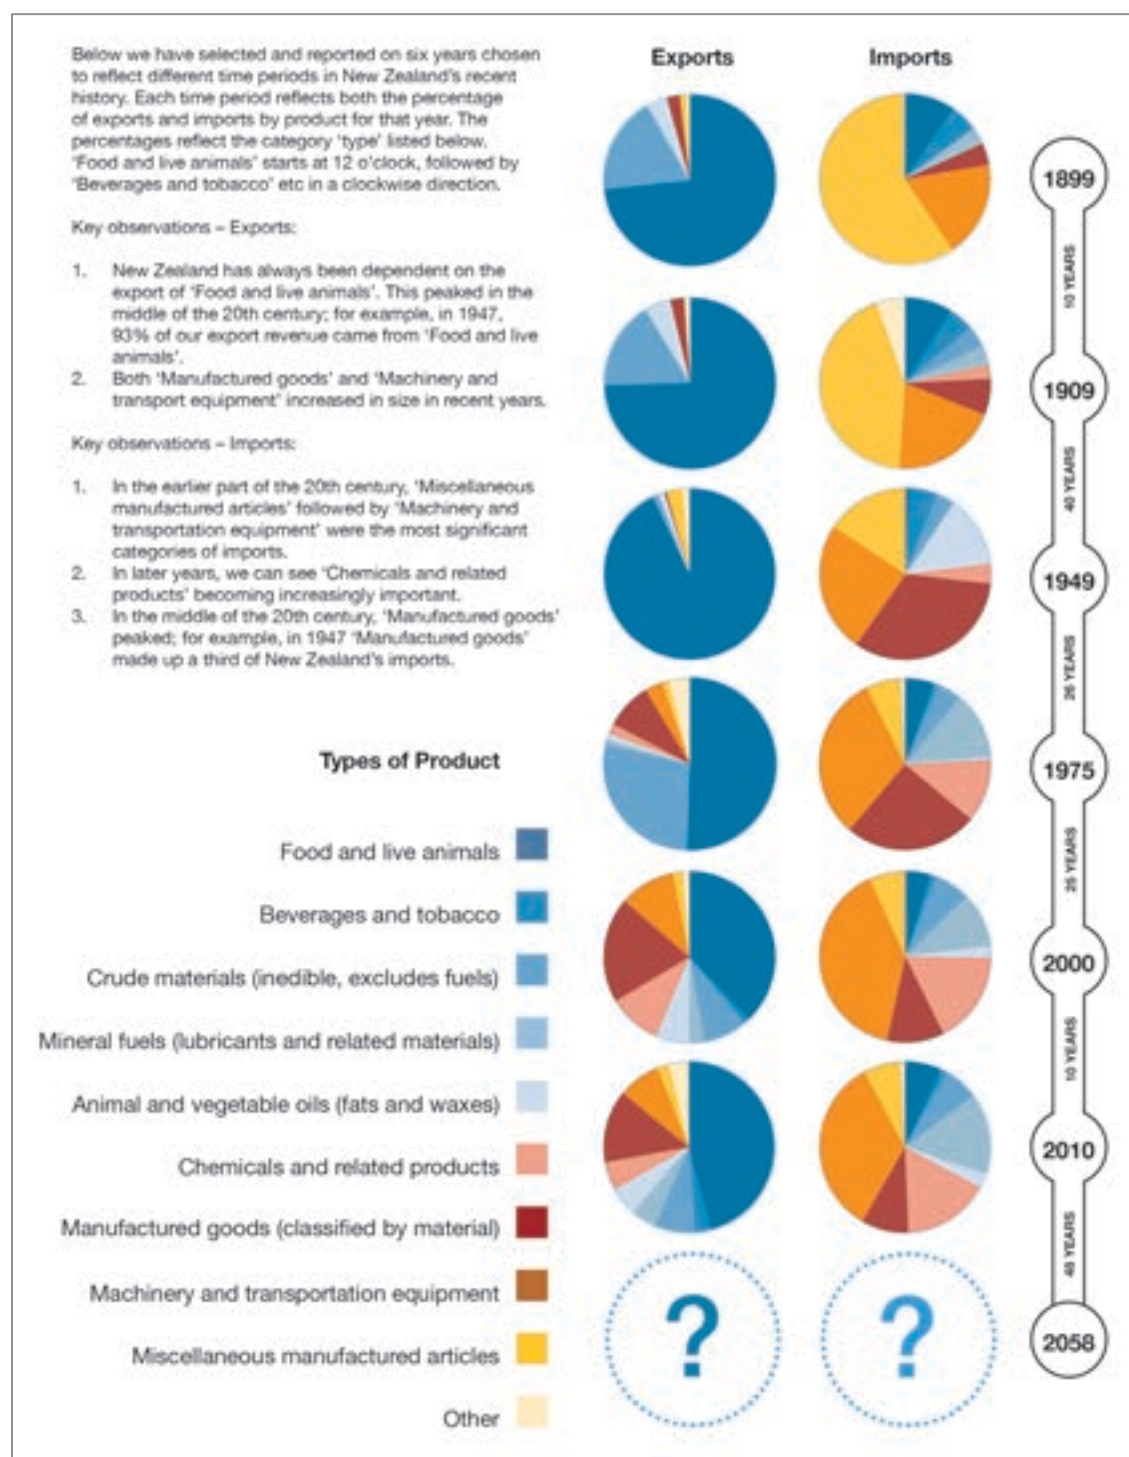 Below we have selected and reported on six years chosen
to reflect different time periods in New Zealand's recent
history. Each time period reflects both the percentage
of exports and imports by product for that year. The
percentages reflect the category 'type' listed below.
'Food and live animals' starts at 12 o'clock, followed by
'Beverages and tobacco' etc in a clockwise direction.
Key observations – Exports:
1. New Zealand has always been dependent on the
export of 'Food and live animals'. This peaked in the
middle of the 20th century; for example, in 1947,
93% of our export revenue came from 'Food and live
animals'.
2. Both 'Manufactured goods' and 'Machinery and
transport equipment' increased in size in recent years.
Key observations – Imports:
1. In the earlier part of the 20th century, 'Miscellaneous
manufactured articles' followed by 'Machinery and
transportation equipment' were the most significant
categories of imports.
2. In later years, we can see 'Chemicals and related
products' becoming increasingly important.
3. In the middle of the 20th century, 'Manufactured goods'
peaked; for example, in 1947 'Manufactured goods'
made up a third of New Zealand's imports.
Types of Product
Food and live animals
Beverages and tobacco
Crude materials (inedible, excludes fuels)
Mineral fuels (lubricants and related materials)
Animal and vegetable oils (fats and waxes)
Chemicals and related products
Manufactured goods (classified by material)
Machinery and transportation equipment
Miscellaneous manufactured articles
Other
Exports
Imports
1899
10 YEARS
1909
40 YEARS
1949
26 YEARS
1975
25 YEARS
2000
10 YEARS
2010
48 YEARS
2058
?
?